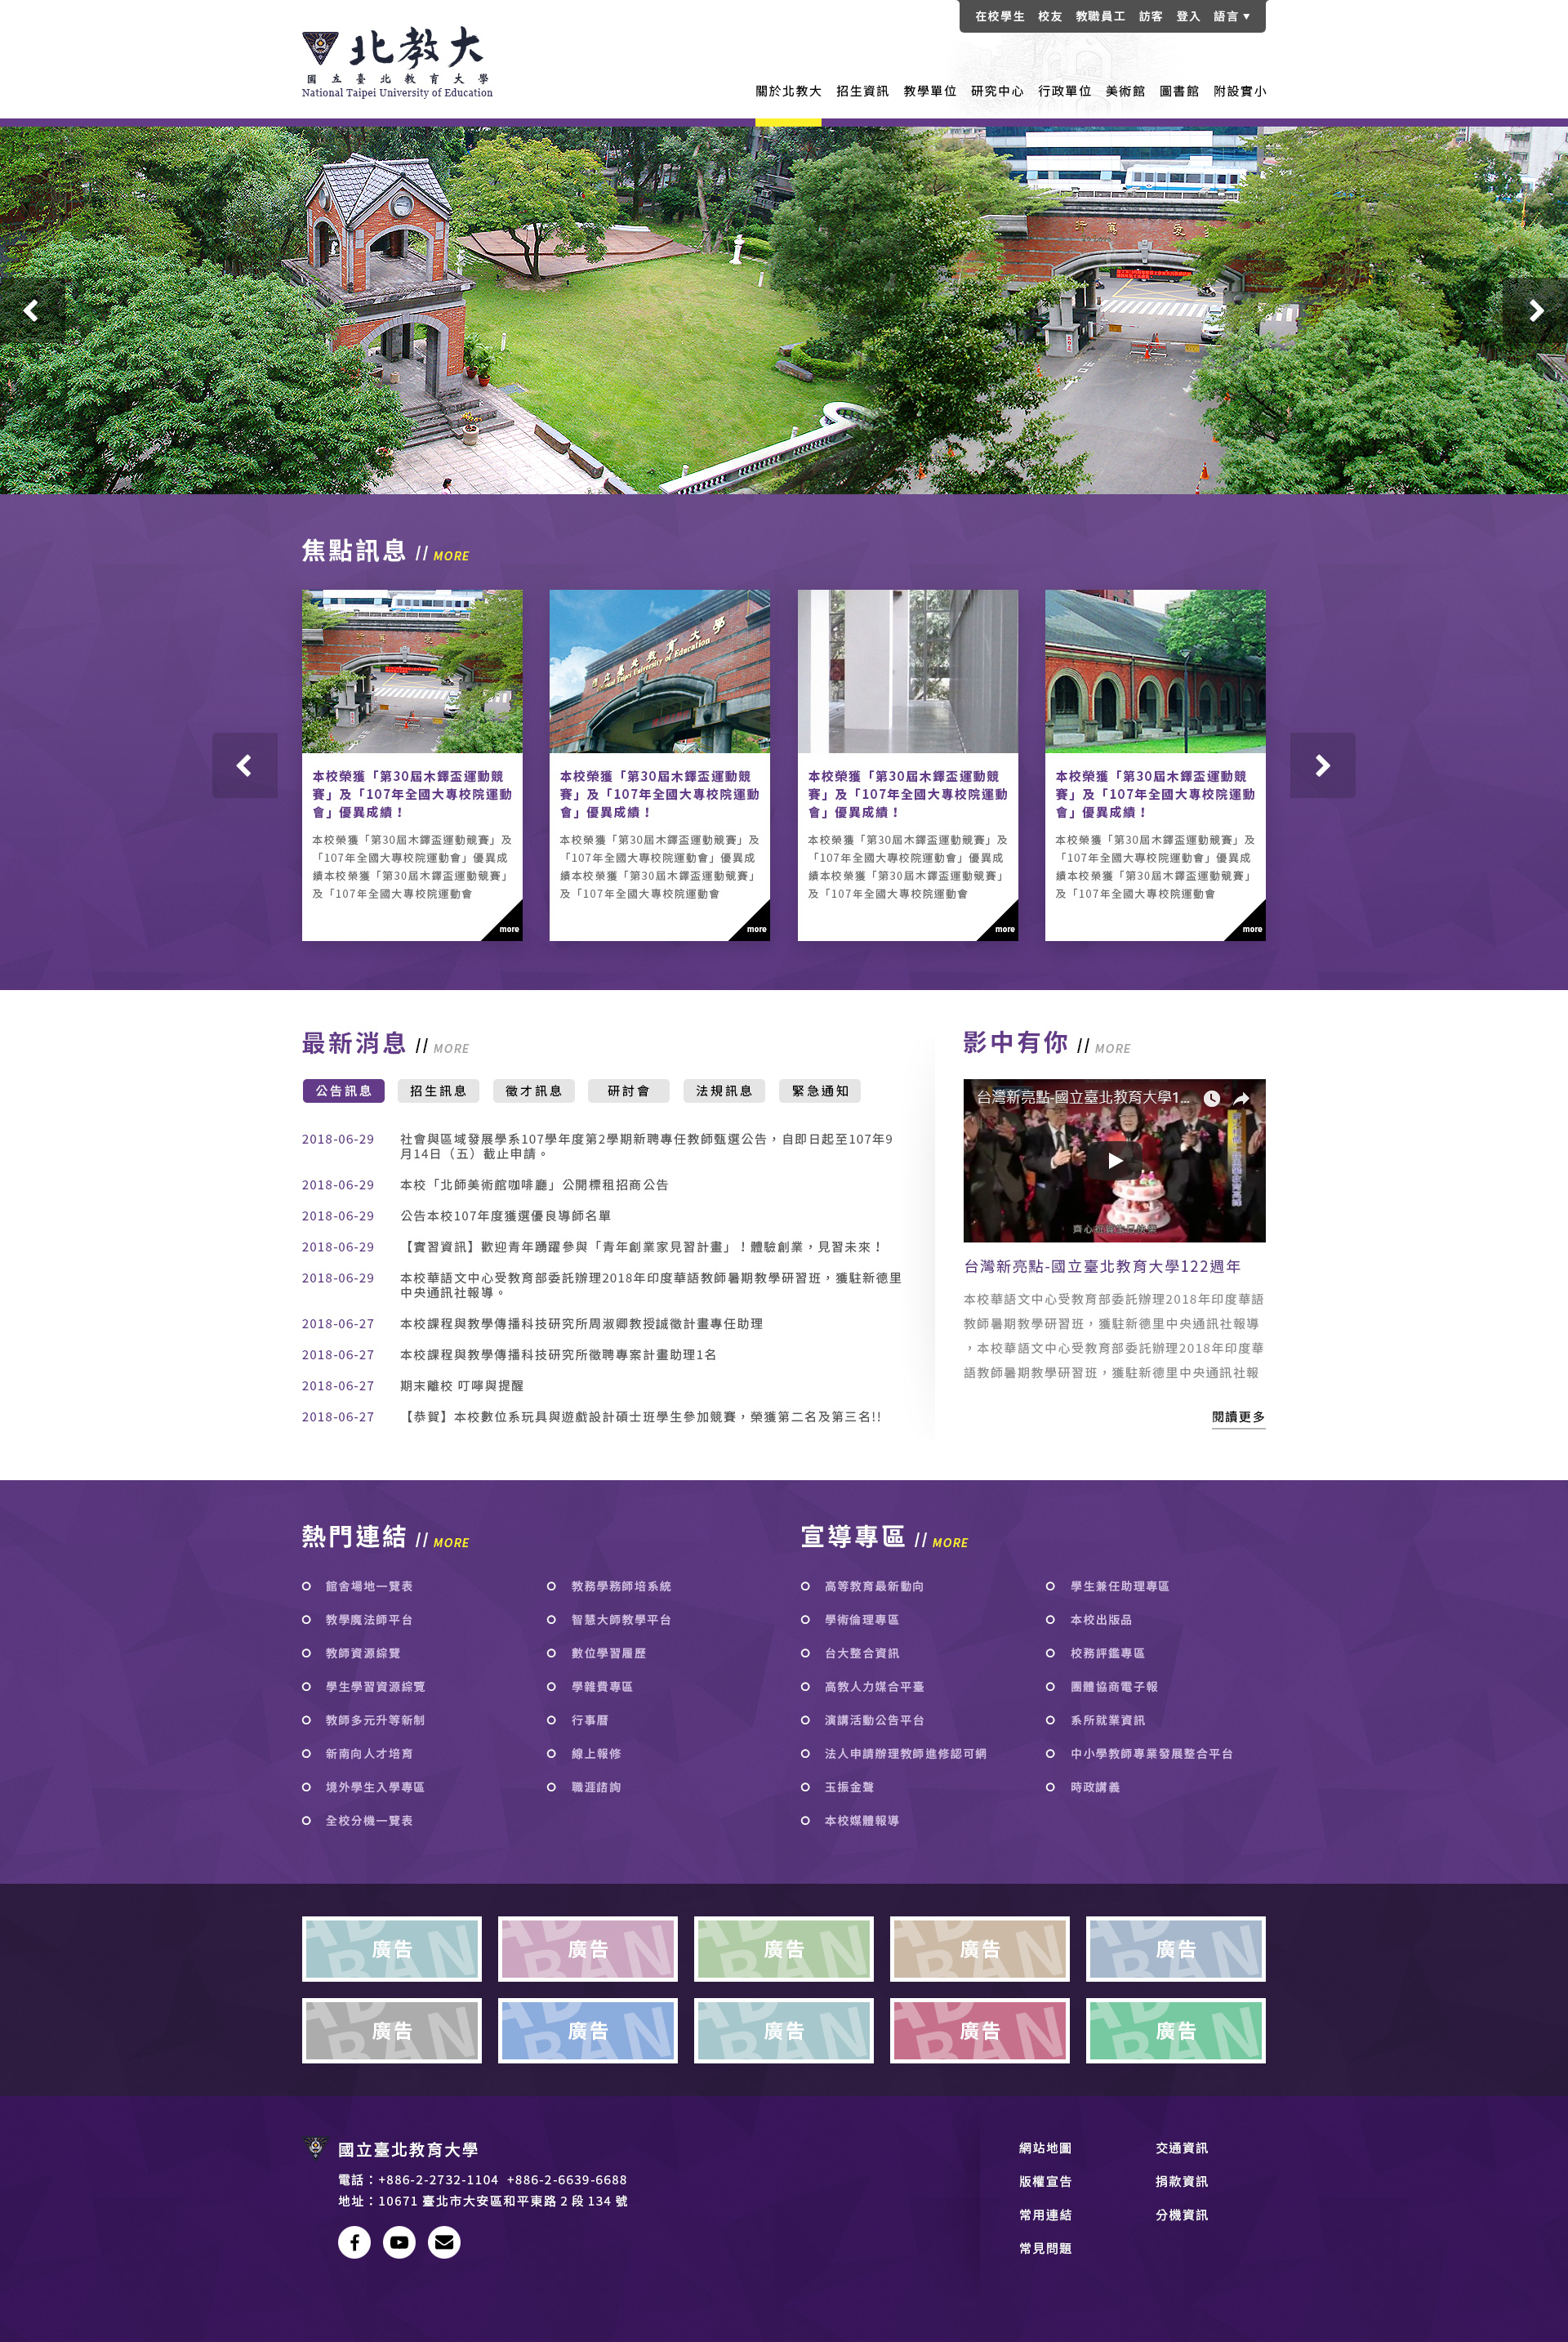 在校學生 校友 教職員工 訪客 登入 語言
北教大
國立臺北教育大學
National Taipei University of Education
關於北教大 招生資訊 教學單位 研究中心 行政單位 美術館 圖書館 附設實小
焦點訊息 // MORE
本校榮獲「第30屆木鐸盃運動競
賽」及「107年全國大專校院運動
會」優異成績！
本校榮獲「第30屆木鐸盃運動競賽」及
「107年全國大專校院運動會」優異成
績本校榮獲「第30屆木鐸盃運動競賽」
及「107年全國大專校院運動會
more
國立臺北教育大學
National Taipei University of Education
本校榮獲「第30屆木鐸盃運動競
賽」及「107年全國大專校院運動
會」優異成績！
本校榮獲「第30屆木鐸盃運動競賽」及
「107年全國大專校院運動會」優異成
績本校榮獲「第30屆木鐸盃運動競賽」
及「107年全國大專校院運動會
more
本校榮獲「第30屆木鐸盃運動競
賽」及「107年全國大專校院運動
會」優異成績！
本校榮獲「第30屆木鐸盃運動競賽」及
「107年全國大專校院運動會」優異成
績本校榮獲「第30屆木鐸盃運動競賽」
及「107年全國大專校院運動會
more
本校榮獲「第30屆木鐸盃運動競
賽」及「107年全國大專校院運動
會」優異成績！
本校榮獲「第30屆木鐸盃運動競賽」及
「107年全國大專校院運動會」優異成
績本校榮獲「第30屆木鐸盃運動競賽」
及「107年全國大專校院運動會
more
最新消息 // MORE
公告訊息 招生訊息 徵才訊息 研討會 法規訊息 緊急通知
2018-06-29 社會與區域發展學系107學年度第2學期新聘專任教師甄選公告，自即日起至107年9
月14日（五）截止申請。
2018-06-29 本校「北師美術館咖啡廳」公開標租招商公告
2018-06-29 公告本校107年度獲選優良導師名單
2018-06-29 【實習資訊】歡迎青年踴躍參與「青年創業家見習計畫」！體驗創業，見習未來！
2018-06-29 本校華語文中心受教育部委託辦理2018年印度華語教師暑期教學研習班，獲駐新德里
中央通訊社報導。
2018-06-27 本校課程與教學傳播科技研究所周淑卿教授誠徵計畫專任助理
2018-06-27 本校課程與教學傳播科技研究所徵聘專案計畫助理1名
2018-06-27 期末離校 叮嚀與提醒
2018-06-27 【恭賀】本校數位系玩具與遊戲設計碩士班學生參加競賽，榮獲第二名及第三名!!
影中有你 // MORE
台灣新亮點-國立臺北教育大學1...
台灣新亮點-國立臺北教育大學122週年
本校華語文中心受教育部委託辦理2018年印度華語
教師暑期教學研習班，獲駐新德里中央通訊社報導
，本校華語文中心受教育部委託辦理2018年印度華
語教師暑期教學研習班，獲駐新德里中央通訊社報
閱讀更多
熱門連結 // MORE
館舍場地一覽表
教學魔法師平台
教師資源綜覽
學生學習資源綜覽
教師多元升等新制
新南向人才培育
境外學生入學專區
全校分機一覽表
教務學務師培系統
智慧大師教學平台
數位學習履歷
學雜費專區
行事曆
線上報修
職涯諮詢
宣導專區 // MORE
高等教育最新動向
學術倫理專區
台大整合資訊
高教人力媒合平臺
演講活動公告平台
法人申請辦理教師進修認可網
玉振金聲
本校媒體報導
學生兼任助理專區
本校出版品
校務評鑑專區
團體協商電子報
系所就業資訊
中小學教師專業發展整合平台
時政講義
廣告 廣告 廣告 廣告 廣告
廣告 廣告 廣告 廣告 廣告
國立臺北教育大學
電話：+886-2-2732-1104 +886-2-6639-6688
地址：10671 臺北市大安區和平東路 2 段 134 號
網站地圖
版權宣告
常用連結
常見問題
交通資訊
捐款資訊
分機資訊